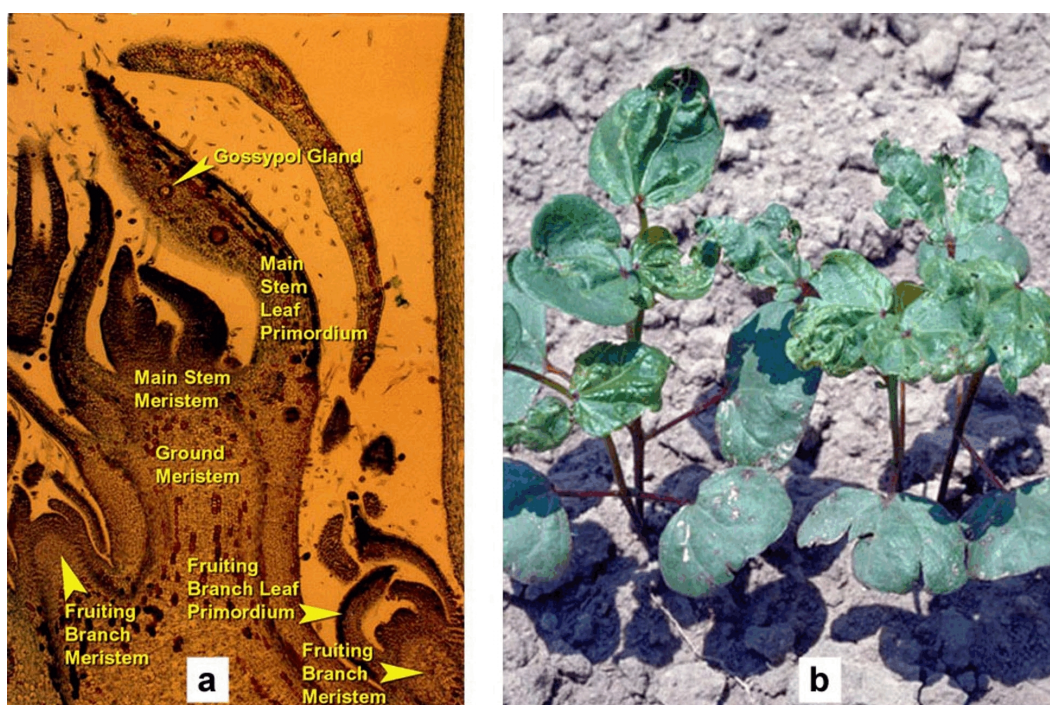 Gossypol Gland
Main
Stem
Leaf
Primordium
Main Stem
Meristem
Ground
Meristem
Fruiting
Branch Leaf
Primordium
Fruiting
Branch
Meristem
Fruiting
Branch
Meristem
a
b